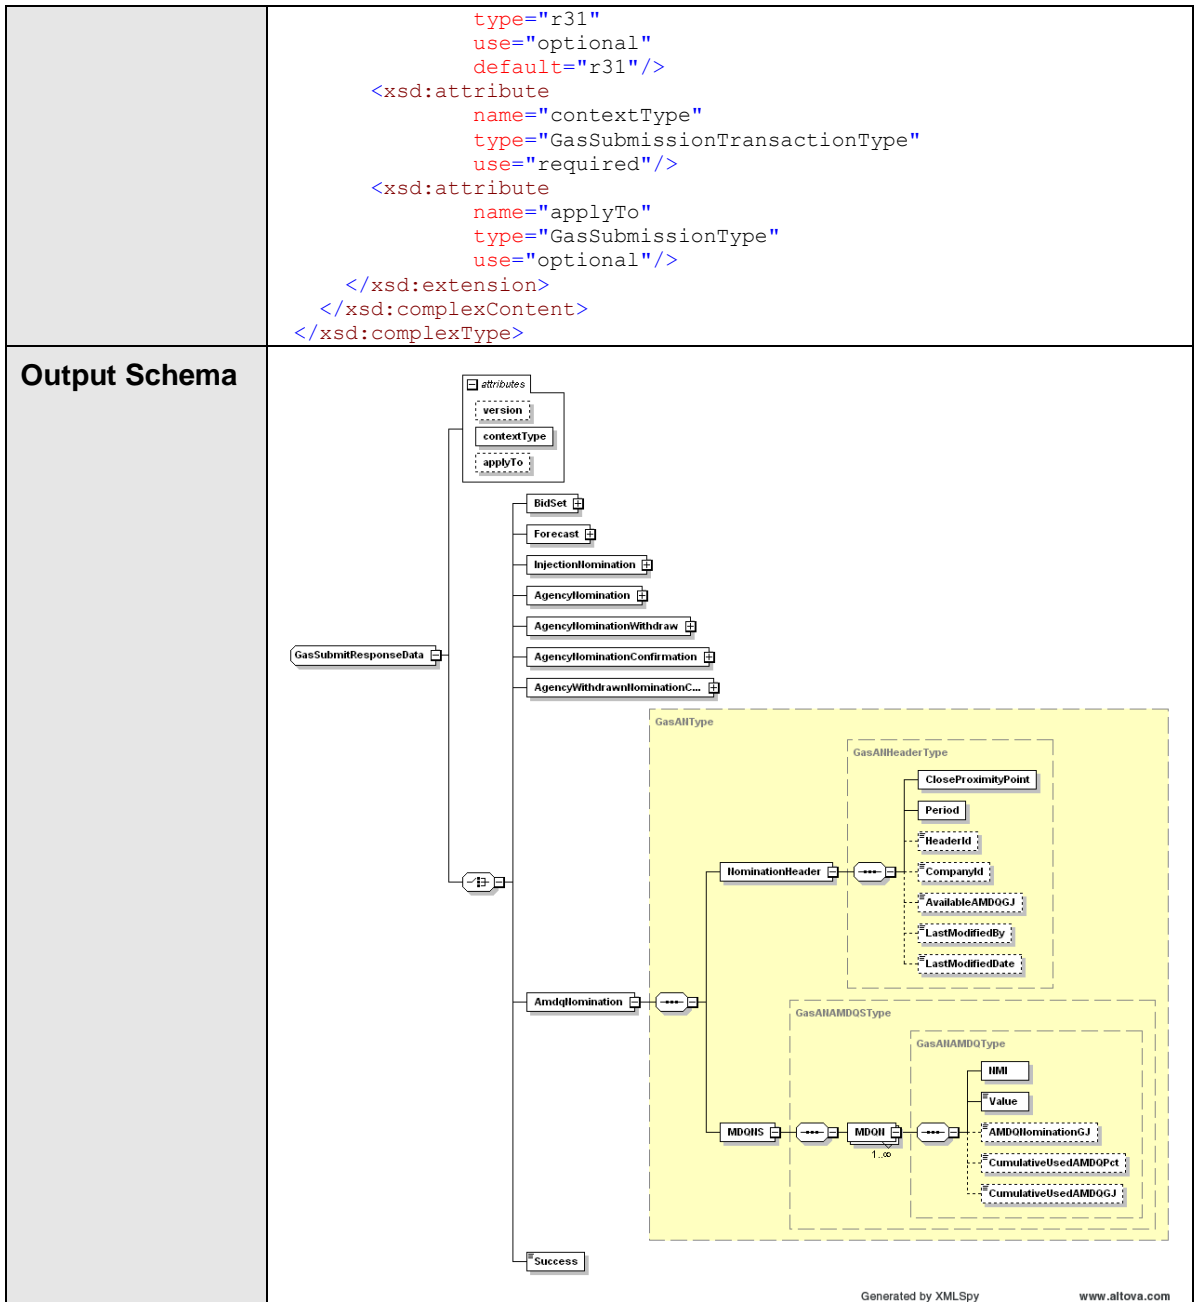 type="r31"
use="optional"
default="r31"/>
<xsd:attribute
name="contextType"
type="GasSubmissionTransactionType"
use="required"/>
<xsd:attribute
name="applyTo"
type="GasSubmissionType"
use="optional"/>
</xsd:extension>
</xsd:complexContent>
</xsd:complexType>
Output Schema
attributes
version
contextType
applyTo
BidSet
Forecast
InjectionNomination
AgencyNomination
AgencyNominationWithdraw
GasSubmitResponseData
AgencyNominationConfirmation
AgencyWithdrawnNominationC...
GasANType
GasANHeaderType
CloseProximityPoint
Period
HeaderId
NominationHeader
CompanyId
AvailableAMDQGJ
LastModifiedBy
LastModifiedDate
AmdqNomination
GasANAMDQSType
GasANAMDQType
NMI
Value
MDQNS
MDQN
1..∞
AMDQNominationGJ
CumulativeUsedAMDQPct
CumulativeUsedAMDQGJ
Success
Generated by XMLSpy
www.altova.com